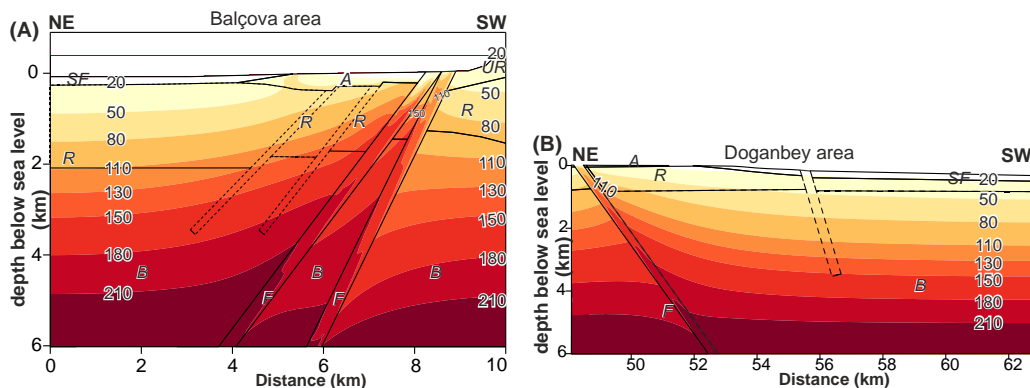 (A) NE Balçova area SW
20
0 SF 20 A UR
110
50 150 50
R R R
80 80
2 R 110 110
130 130
150 150
4 180 B B B 180
210 F F 210
6
0 2 4 6 8 10
Distance (km)
depth below sea level
(km)
(B) NE Doganbey area SW
0 A
R SF 20
110 50
2 80
110
130
4 150
B 180
F 210
6
50 52 54 56 58 60 62
Distance (km)
depth below sea level
(km)